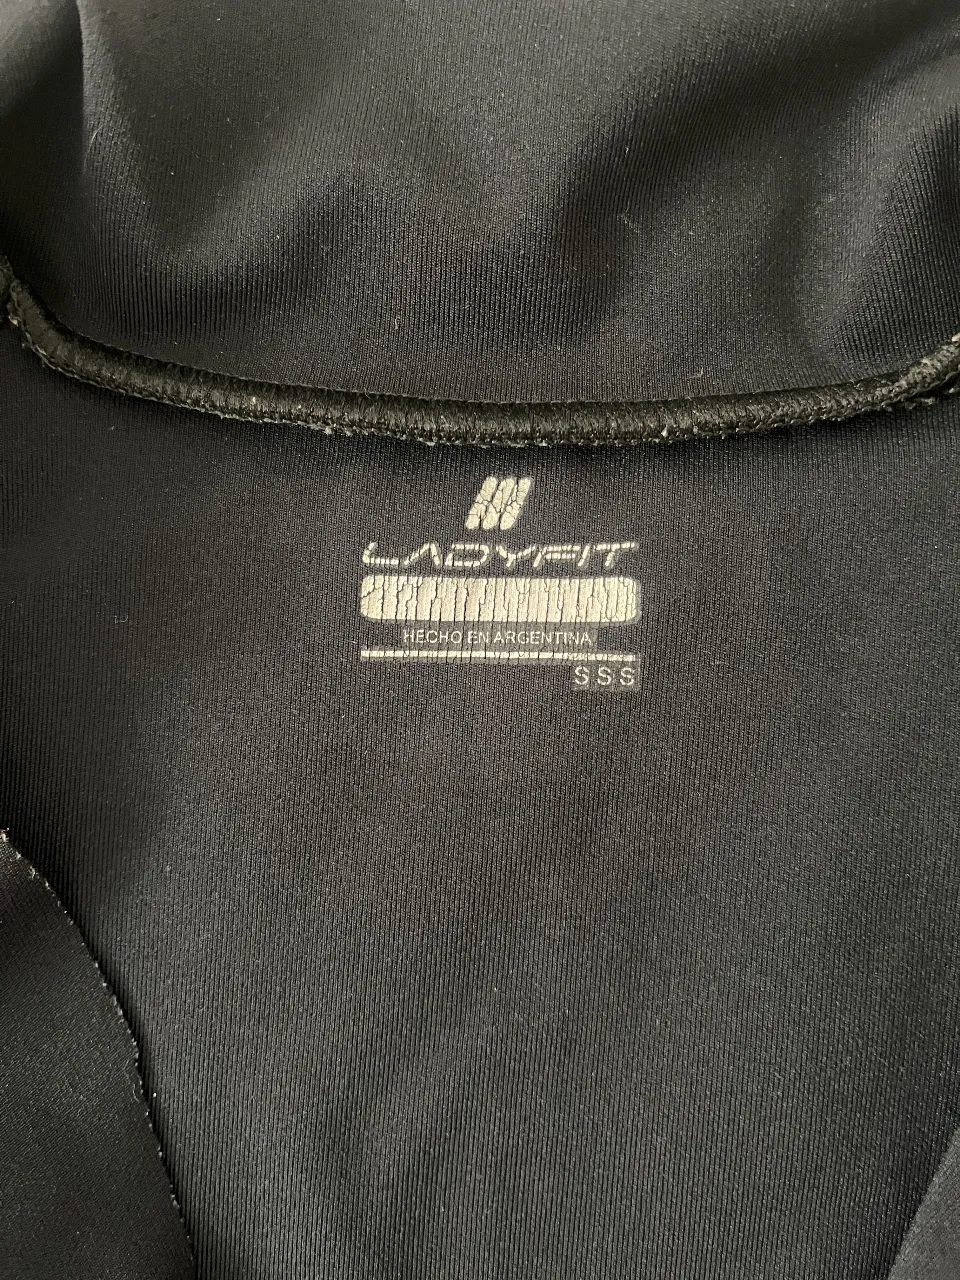 LADYFIT
HECHO EN ARGENTINA
S S S